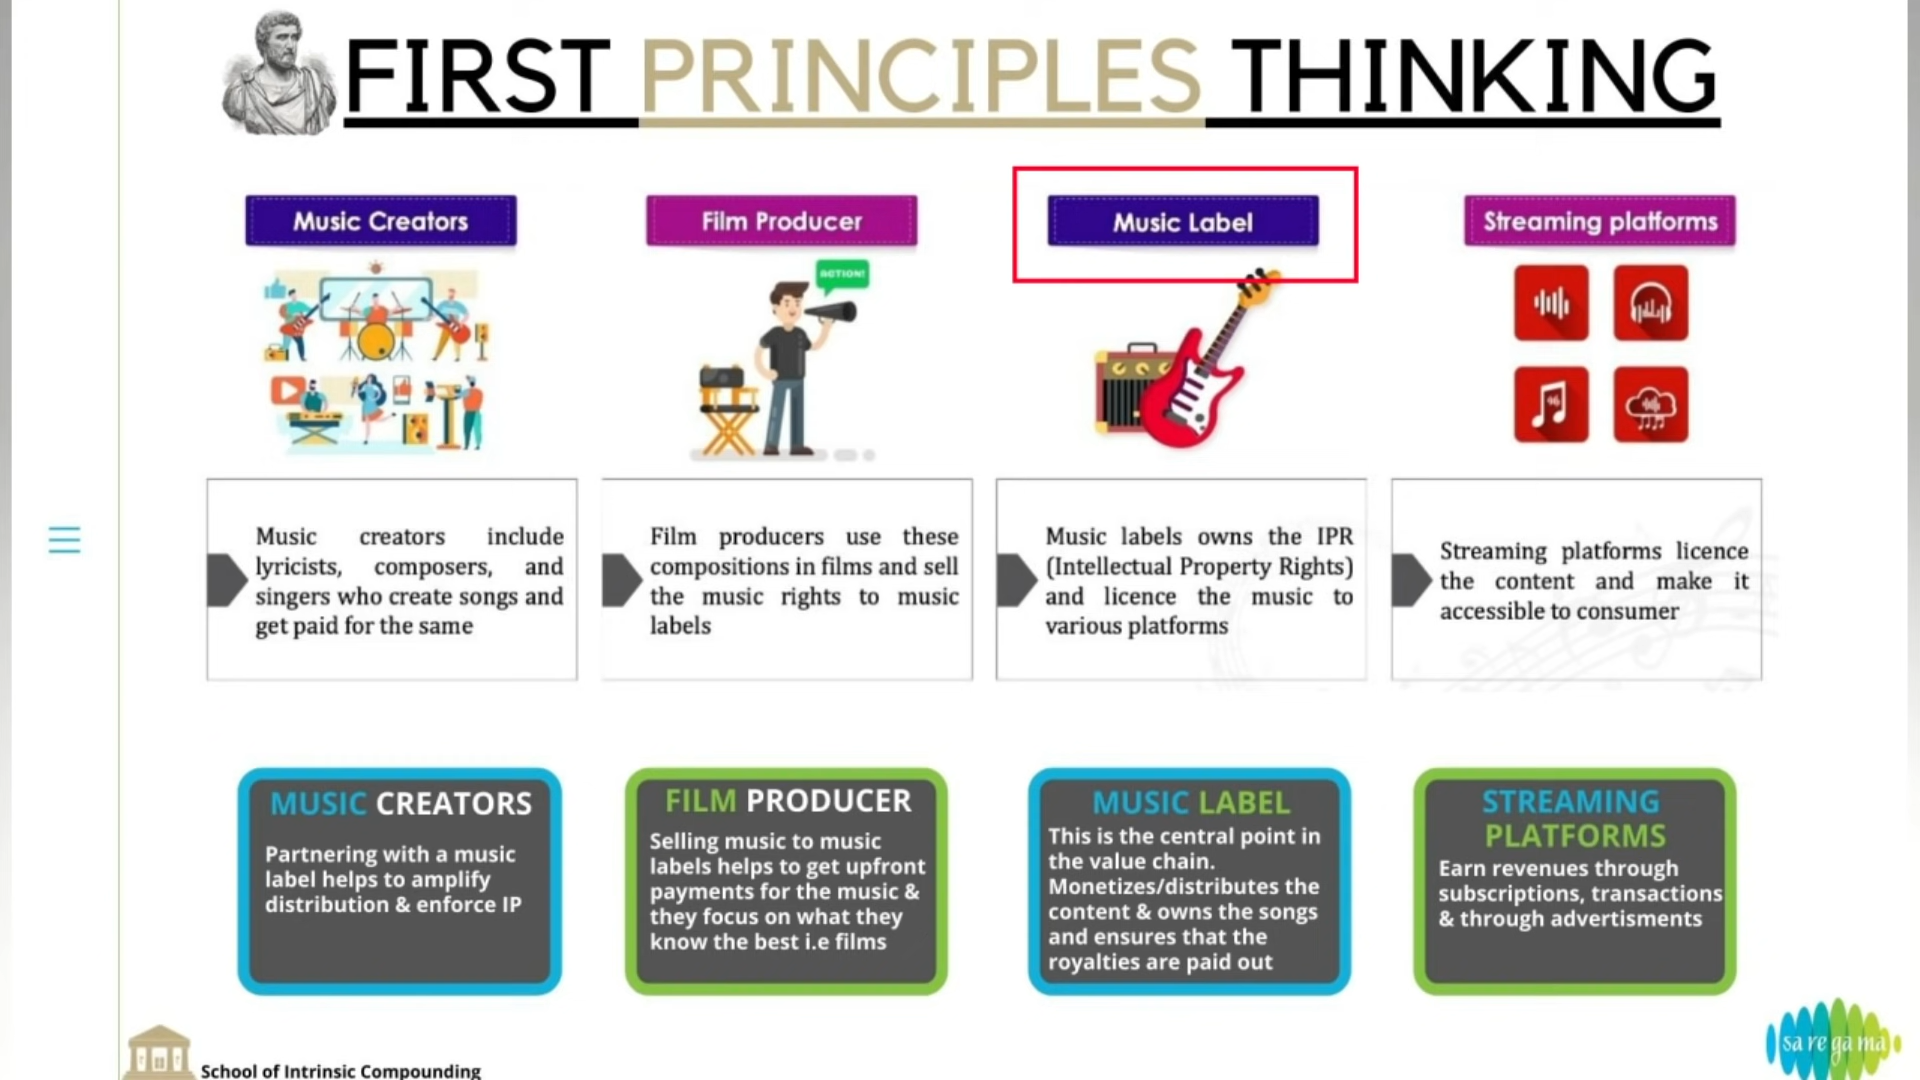 FIRST PRINCIPLES THINKING
Music Creators
Film Producer
Music Label
Streaming platforms
ACTION!
Music creators include
lyricists, composers, and
singers who create songs and
get paid for the same
Film producers use these
compositions in films and sell
the music rights to music
labels
Music labels owns the IPR
(Intellectual Property Rights)
and licence the music to
various platforms
Streaming platforms licence
the content and make it
accessible to consumer
MUSIC CREATORS
Partnering with a music
label helps to amplify
distribution & enforce IP
FILM PRODUCER
Selling music to music
labels helps to get upfront
payments for the music &
they focus on what they
know the best i.e films
MUSIC LABEL
This is the central point in
the value chain.
Monetizes/distributes the
content & owns the songs
and ensures that the
royalties are paid out
STREAMING
PLATFORMS
Earn revenues through
subscriptions, transactions
& through advertisments
School of Intrinsic Compounding
sa re ga ma